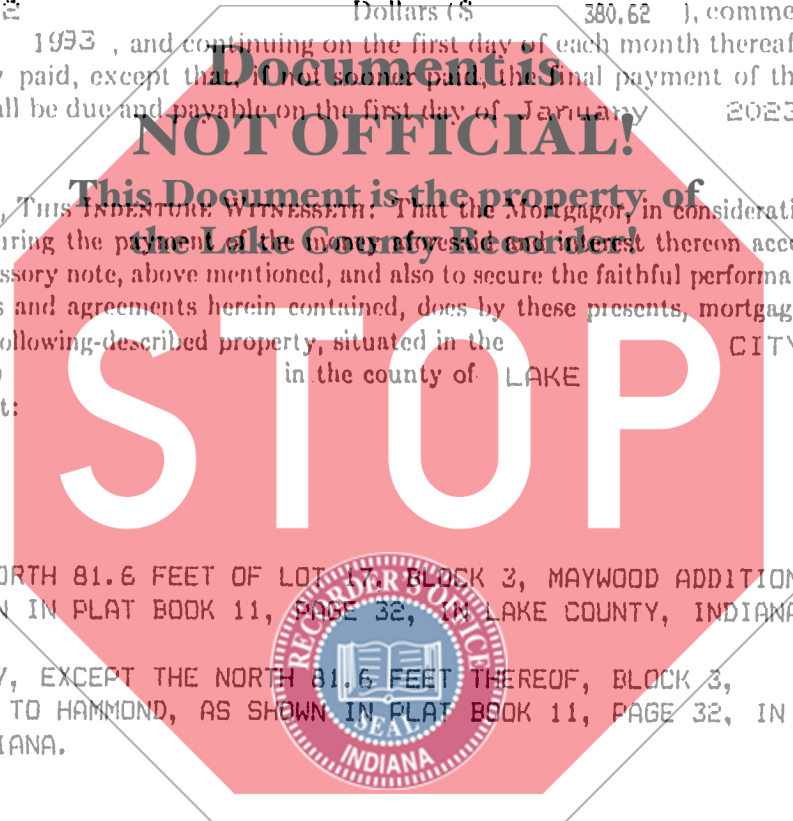 Dollars ($ 380.62 ), comme
1993 , and continuing on the first day of each month thereaf
paid, except that, if not sooner paid, the final payment of th
ll be due and payable on the first day of January 2023
Document is
NOT OFFICIAL!
This Document is the property of
the Lake County Recorder!
, THIS INDENTURE WITNESSETH: That the Mortgagor, in considerati
uring the payment of the money aforesaid and interest thereon acc
ssory note, above mentioned, and also to secure the faithful performa
s and agreements herein contained, does by these presents, mortgag
ollowing-described property, situated in the CITY
in the county of LAKE
t:
STOP
ORTH 81.6 FEET OF LOT 17, BLOCK 3, MAYWOOD ADDITION
N IN PLAT BOOK 11, PAGE 32, IN LAKE COUNTY, INDIANA
, EXCEPT THE NORTH 81.6 FEET THEREOF, BLOCK 3,
TO HAMMOND, AS SHOWN IN PLAT BOOK 11, PAGE 32, IN
IANA.
RECORDER'S OFFICE
SEAL
INDIANA